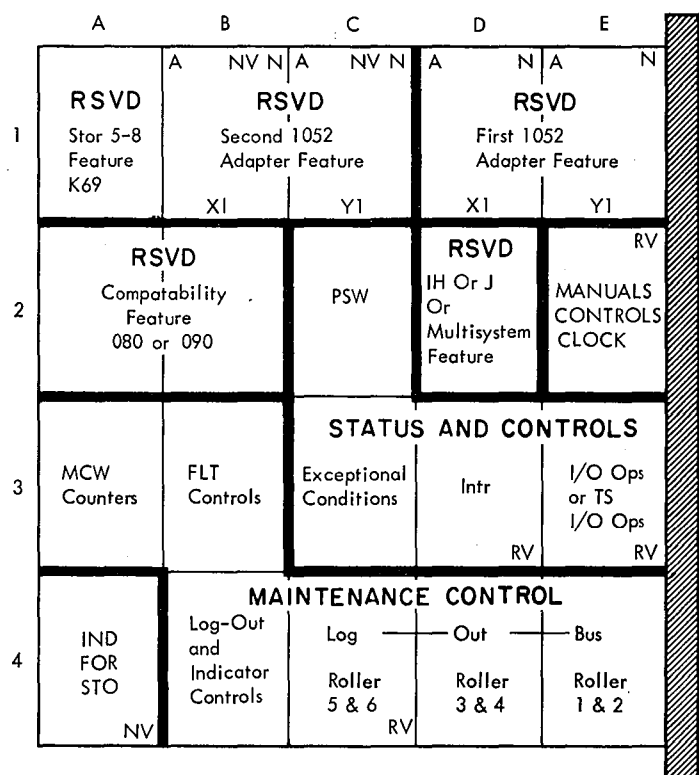 A B C D E
A NV N A NV N A N A N
1
RSVD RSVD RSVD
Stor 5-8 Second 1052 First 1052
Feature Adapter Feature Adapter Feature
K69
X1 Y1 X1 Y1
2
RSVD
Compatability
Feature
080 or 090
PSW
RSVD
IH Or J
Or
Multisystem
Feature
RV
MANUALS
CONTROLS
CLOCK
3
MCW
Counters
FLT
Controls
STATUS AND CONTROLS
Exceptional
Conditions
Intr
RV
I/O Ops
or TS
I/O Ops
RV
4
IND
FOR
STO
NV
MAINTENANCE CONTROL
Log-Out
and
Indicator
Controls
Log Out Bus
Roller Roller Roller
5 & 6 3 & 4 1 & 2
RV